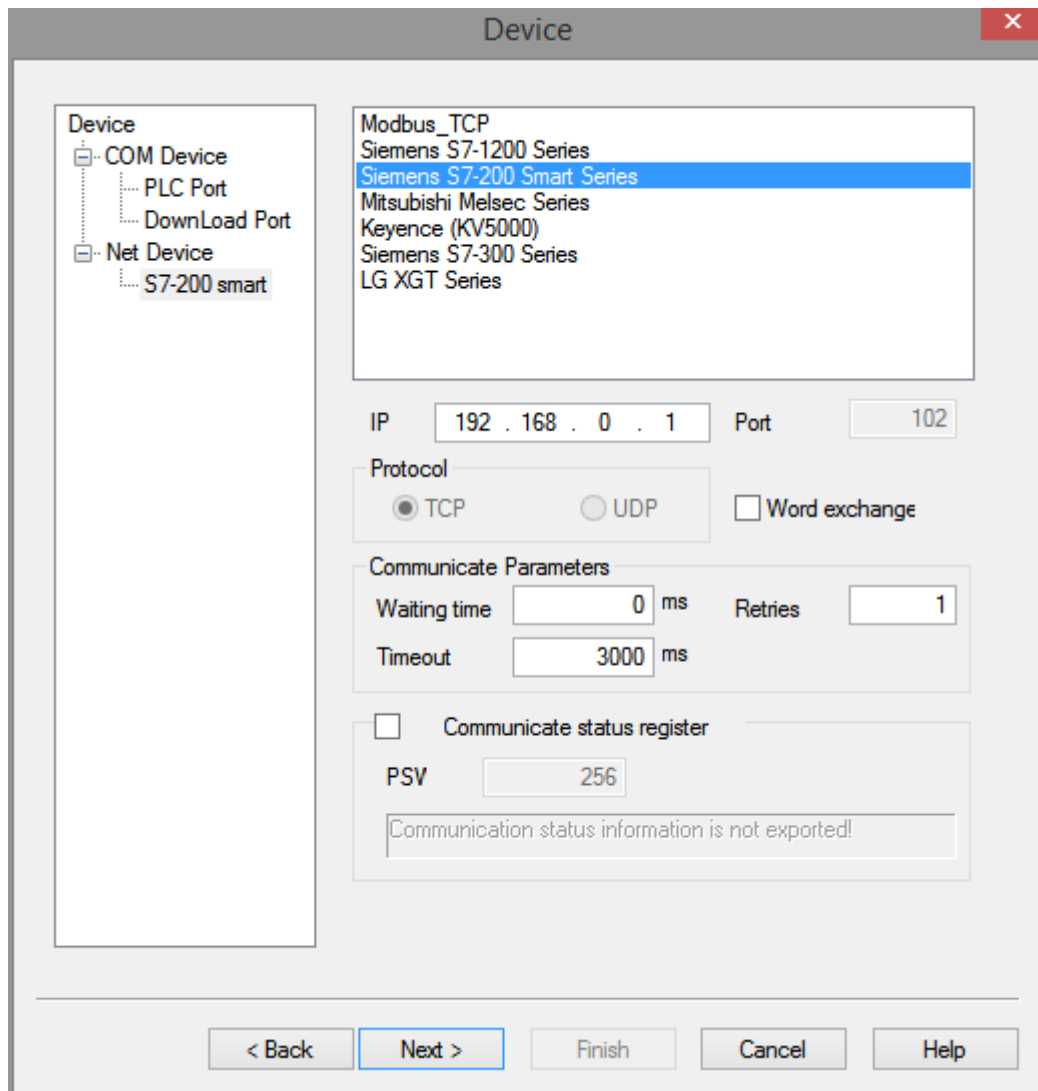 Device
Device
COM Device
PLC Port
DownLoad Port
Net Device
S7-200 smart
Modbus_TCP
Siemens S7-1200 Series
Siemens S7-200 Smart Series
Mitsubishi Melsec Series
Keyence (KV5000)
Siemens S7-300 Series
LG XGT Series
IP 192 . 168 . 0 . 1 Port 102
Protocol
TCP UDP Word exchange
Communicate Parameters
Waiting time 0 ms Retries 1
Timeout 3000 ms
Communicate status register
PSW 256
Communication status information is not exported!
< Back Next > Finish Cancel Help